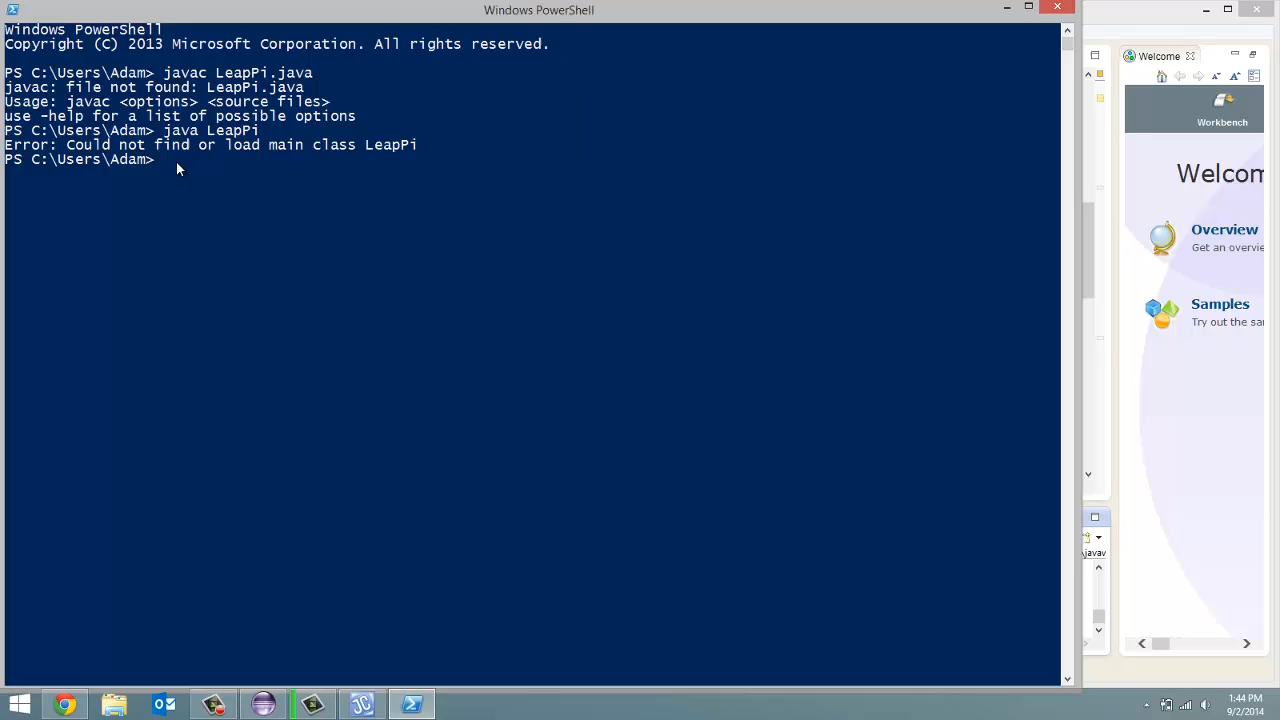 Windows PowerShell
Windows PowerShell
Copyright (C) 2013 Microsoft Corporation. All rights reserved.
PS C:\Users\Adam> javac LeapPi.java
javac: file not found: LeapPi.java
Usage: javac <options> <source files>
use -help for a list of possible options
PS C:\Users\Adam> java LeapPi
Error: Could not find or load main class LeapPi
PS C:\Users\Adam>
Welcome
Workbench
Welcom
Overview
Get an overvie
Samples
Try out the sa
\javav
JC
1:44 PM
9/2/2014